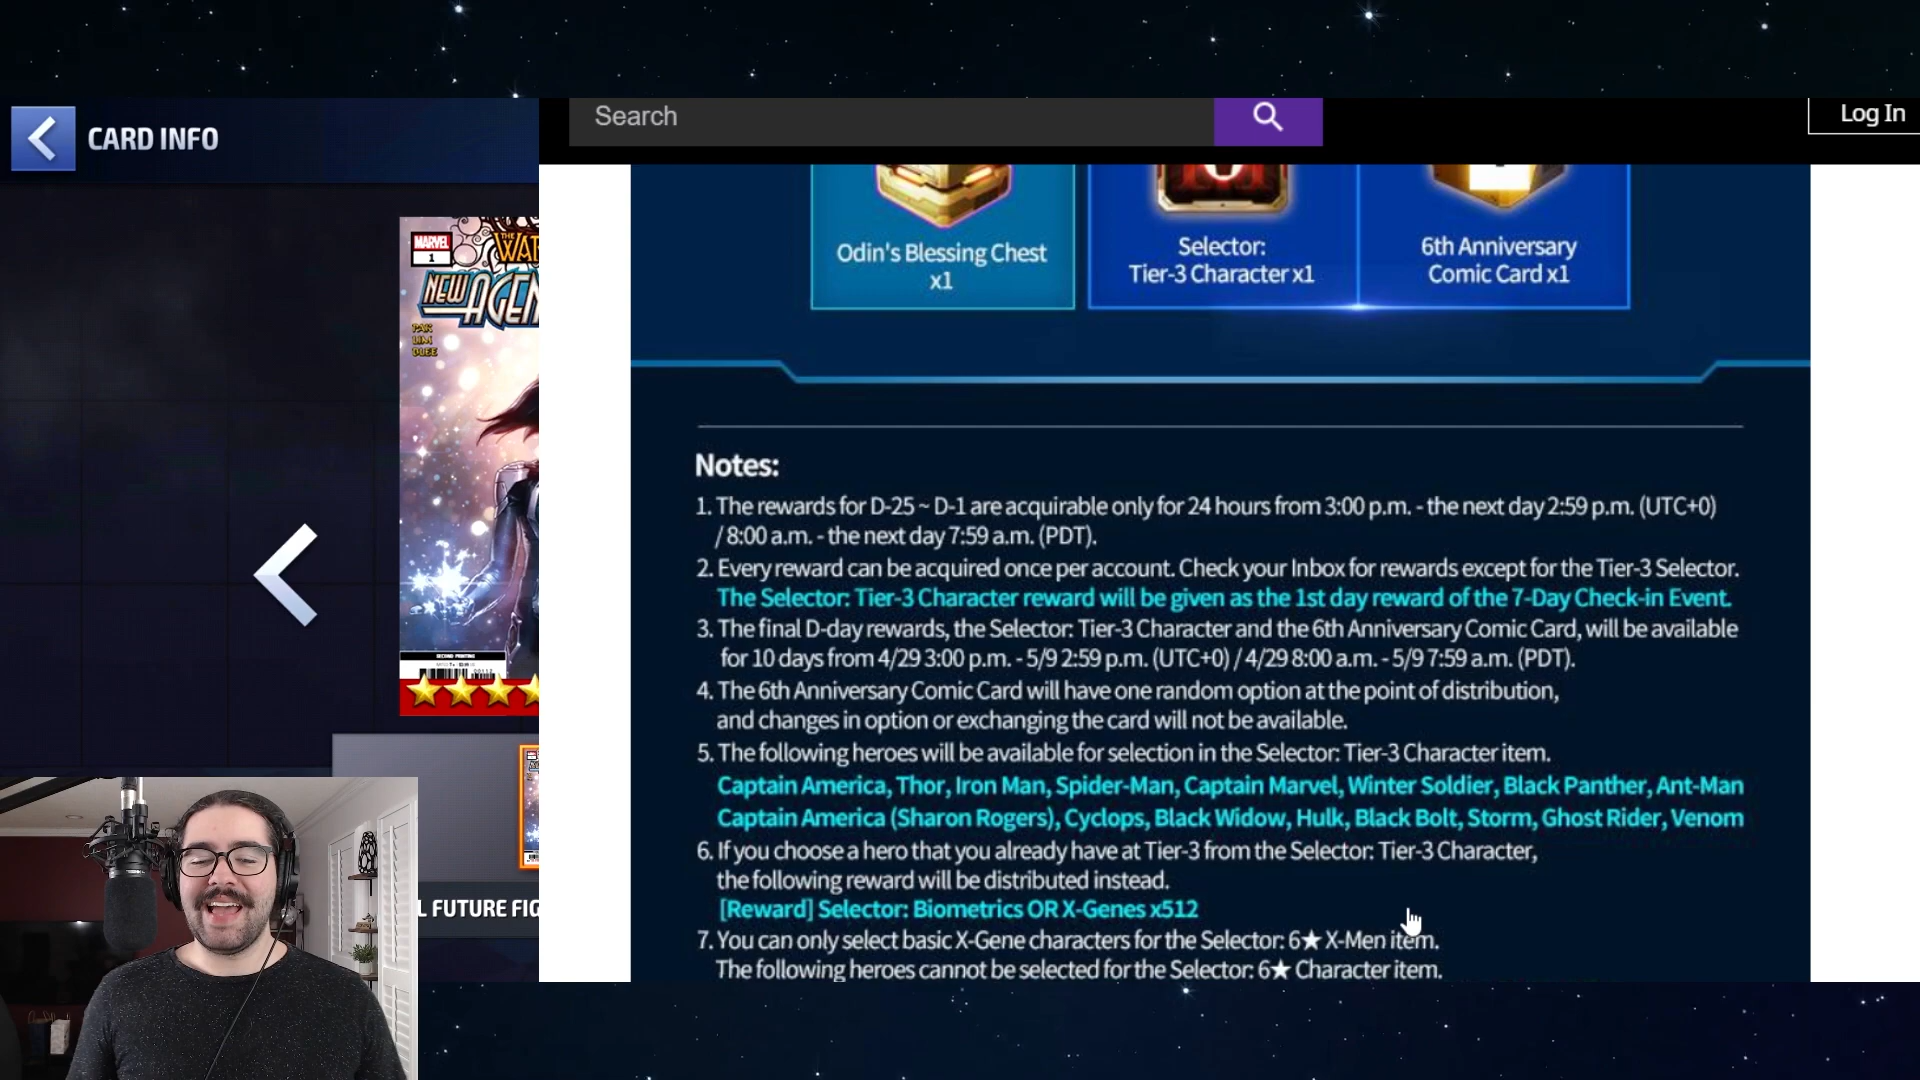 CARD INFO
Search
Log In
MARVEL
1
THE
WAR
NEW AGEN
PAK
LIM
SECOND PRINTING
L FUTURE FIG
Odin's Blessing Chest
x1
Selector:
Tier-3 Character x1
6th Anniversary
Comic Card x1
Notes:
1. The rewards for D-25 ~ D-1 are acquirable only for 24 hours from 3:00 p.m. - the next day 2:59 p.m. (UTC+0)
/ 8:00 a.m. - the next day 7:59 a.m. (PDT).
2. Every reward can be acquired once per account. Check your Inbox for rewards except for the Tier-3 Selector.
The Selector: Tier-3 Character reward will be given as the 1st day reward of the 7-Day Check-in Event.
3. The final D-day rewards, the Selector: Tier-3 Character and the 6th Anniversary Comic Card, will be available
for 10 days from 4/29 3:00 p.m. - 5/9 2:59 p.m. (UTC+0) / 4/29 8:00 a.m. - 5/9 7:59 a.m. (PDT).
4. The 6th Anniversary Comic Card will have one random option at the point of distribution,
and changes in option or exchanging the card will not be available.
5. The following heroes will be available for selection in the Selector: Tier-3 Character item.
Captain America, Thor, Iron Man, Spider-Man, Captain Marvel, Winter Soldier, Black Panther, Ant-Man
Captain America (Sharon Rogers), Cyclops, Black Widow, Hulk, Black Bolt, Storm, Ghost Rider, Venom
6. If you choose a hero that you already have at Tier-3 from the Selector: Tier-3 Character,
the following reward will be distributed instead.
[Reward] Selector: Biometrics OR X-Genes x512
7. You can only select basic X-Gene characters for the Selector: 6★ X-Men item.
The following heroes cannot be selected for the Selector: 6★ Character item.